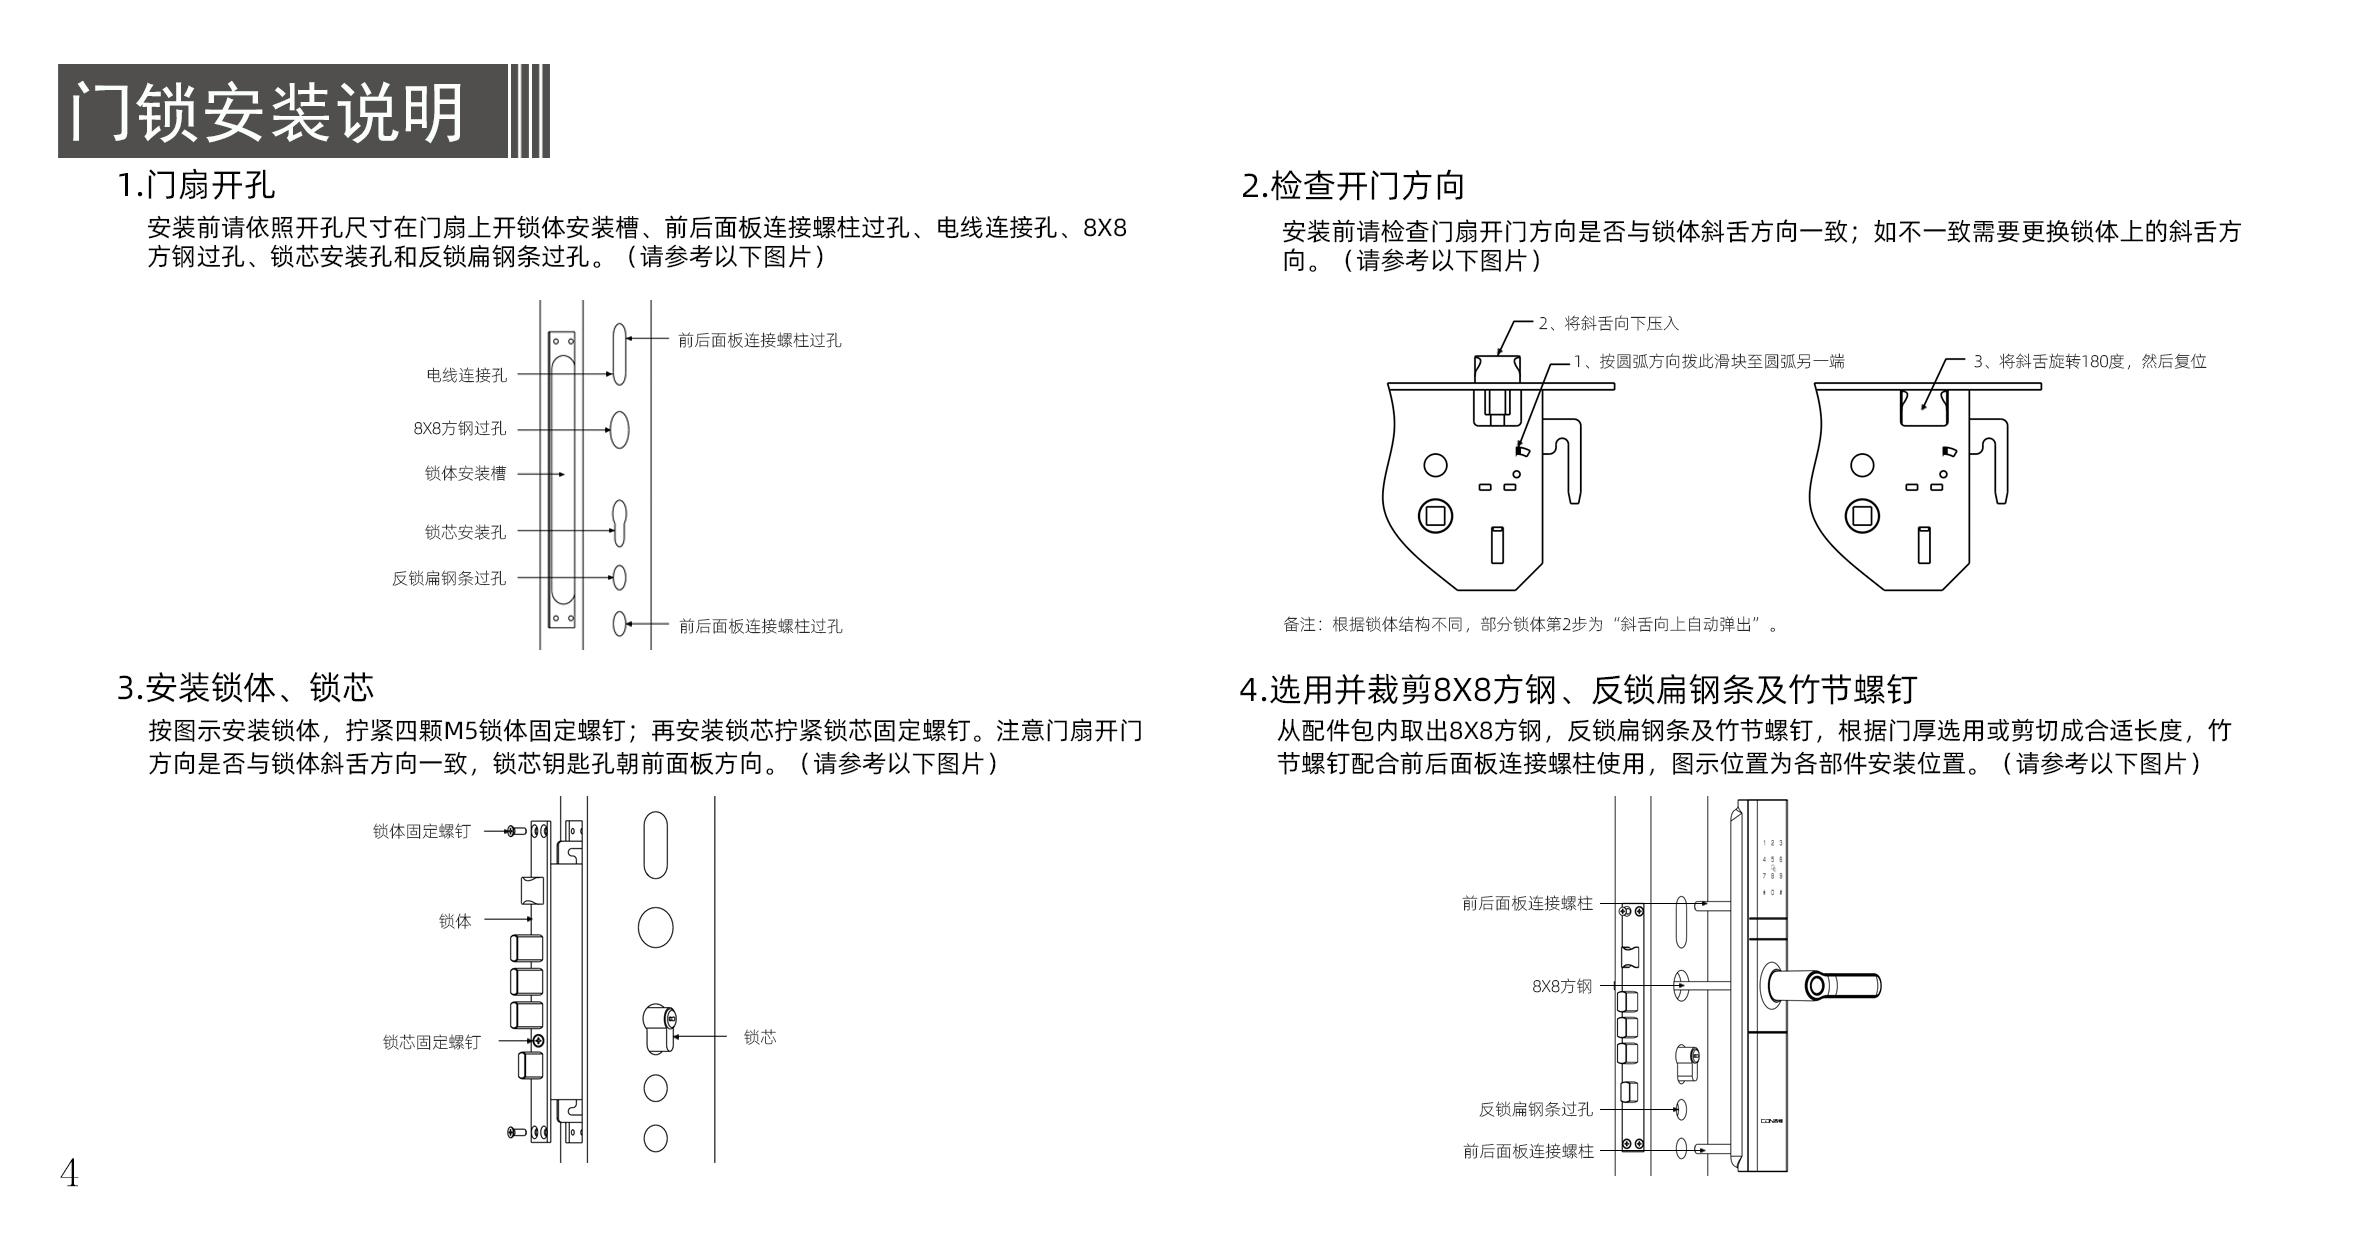 门锁安装说明
1.门扇开孔
安装前请依照开孔尺寸在门扇上开锁体安装槽、前后面板连接螺柱过孔、电线连接孔、8X8
方钢过孔、锁芯安装孔和反锁扁钢条过孔。（请参考以下图片）
前后面板连接螺柱过孔
电线连接孔
8X8方钢过孔
锁体安装槽
锁芯安装孔
反锁扁钢条过孔
前后面板连接螺柱过孔
2.检查开门方向
安装前请检查门扇开门方向是否与锁体斜舌方向一致；如不一致需要更换锁体上的斜舌方
向。（请参考以下图片）
2、将斜舌向下压入
1、按圆弧方向拨此滑块至圆弧另一端
3、将斜舌旋转180度，然后复位
备注：根据锁体结构不同，部分锁体第2步为“斜舌向上自动弹出”。
3.安装锁体、锁芯
按图示安装锁体，拧紧四颗M5锁体固定螺钉；再安装锁芯拧紧锁芯固定螺钉。注意门扇开门
方向是否与锁体斜舌方向一致，锁芯钥匙孔朝前面板方向。（请参考以下图片）
锁体固定螺钉
锁体
锁芯固定螺钉
锁芯
4.选用并裁剪8X8方钢、反锁扁钢条及竹节螺钉
从配件包内取出8X8方钢，反锁扁钢条及竹节螺钉，根据门厚选用或剪切成合适长度，竹
节螺钉配合前后面板连接螺柱使用，图示位置为各部件安装位置。（请参考以下图片）
1 2 3
4 5 6
7 8 9
* 0 #
前后面板连接螺柱
8X8方钢
反锁扁钢条过孔
前后面板连接螺柱
4